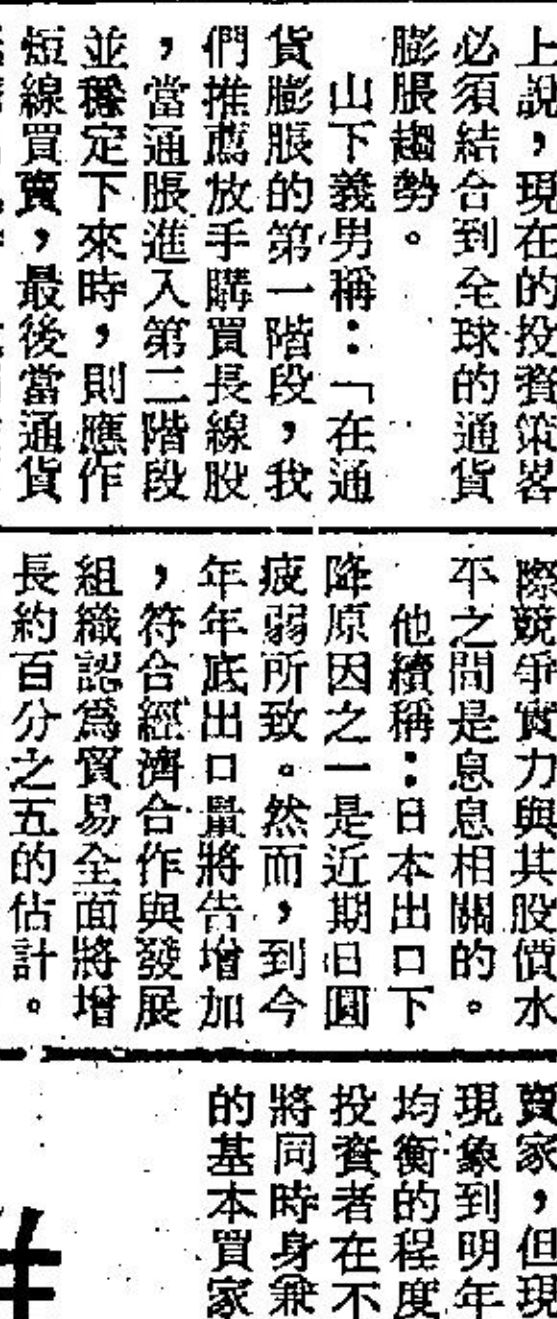 上說，現在的投資策畧
必須結合到全球的通貨
膨脹趨勢。
山下義男稱：「在通
貨膨脹的第一階段，我
們推薦放手購買長線股
，當通脹進入第二階段
並穩定下來時，則應作
短線買賣，最後當通貨
際競爭實力與其股價水
平之間是息息相關的。
他續稱：日本出口下
降原因之一是近期日圓
疲弱所致。然而，到今
年年底出口量將告增加
，符合經濟合作與發展
組織認為貿易全面將增
長約百分之五的估計。
賣家，但現
現象到明年
均衡的程度
投資者在不
將同時身兼
的基本買家